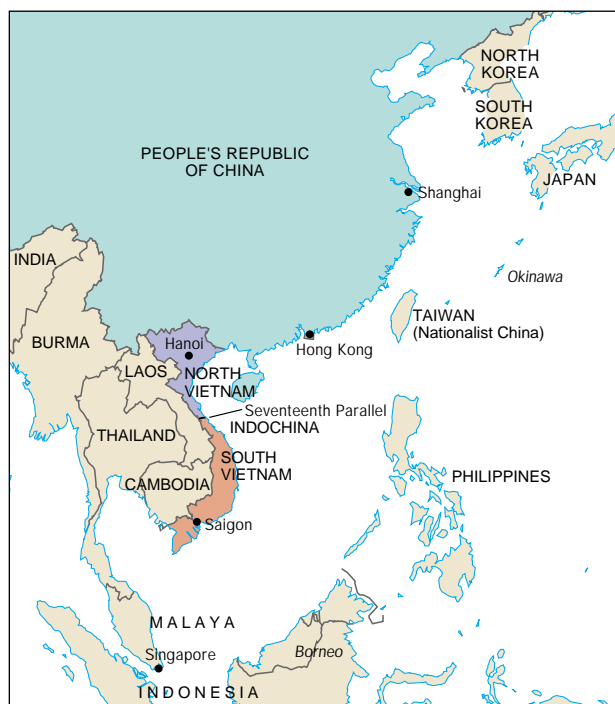 NORTH
KOREA
SOUTH
KOREA
PEOPLE'S REPUBLIC
OF CHINA
JAPAN
Shanghai
INDIA
Okinawa
TAIWAN
(Nationalist China)
BURMA
Hanoi
Hong Kong
LAOS
NORTH
VIETNAM
Seventeenth Parallel
INDOCHINA
THAILAND
SOUTH
VIETNAM
CAMBODIA
PHILIPPINES
Saigon
MALAYA
Singapore
Borneo
INDONESIA